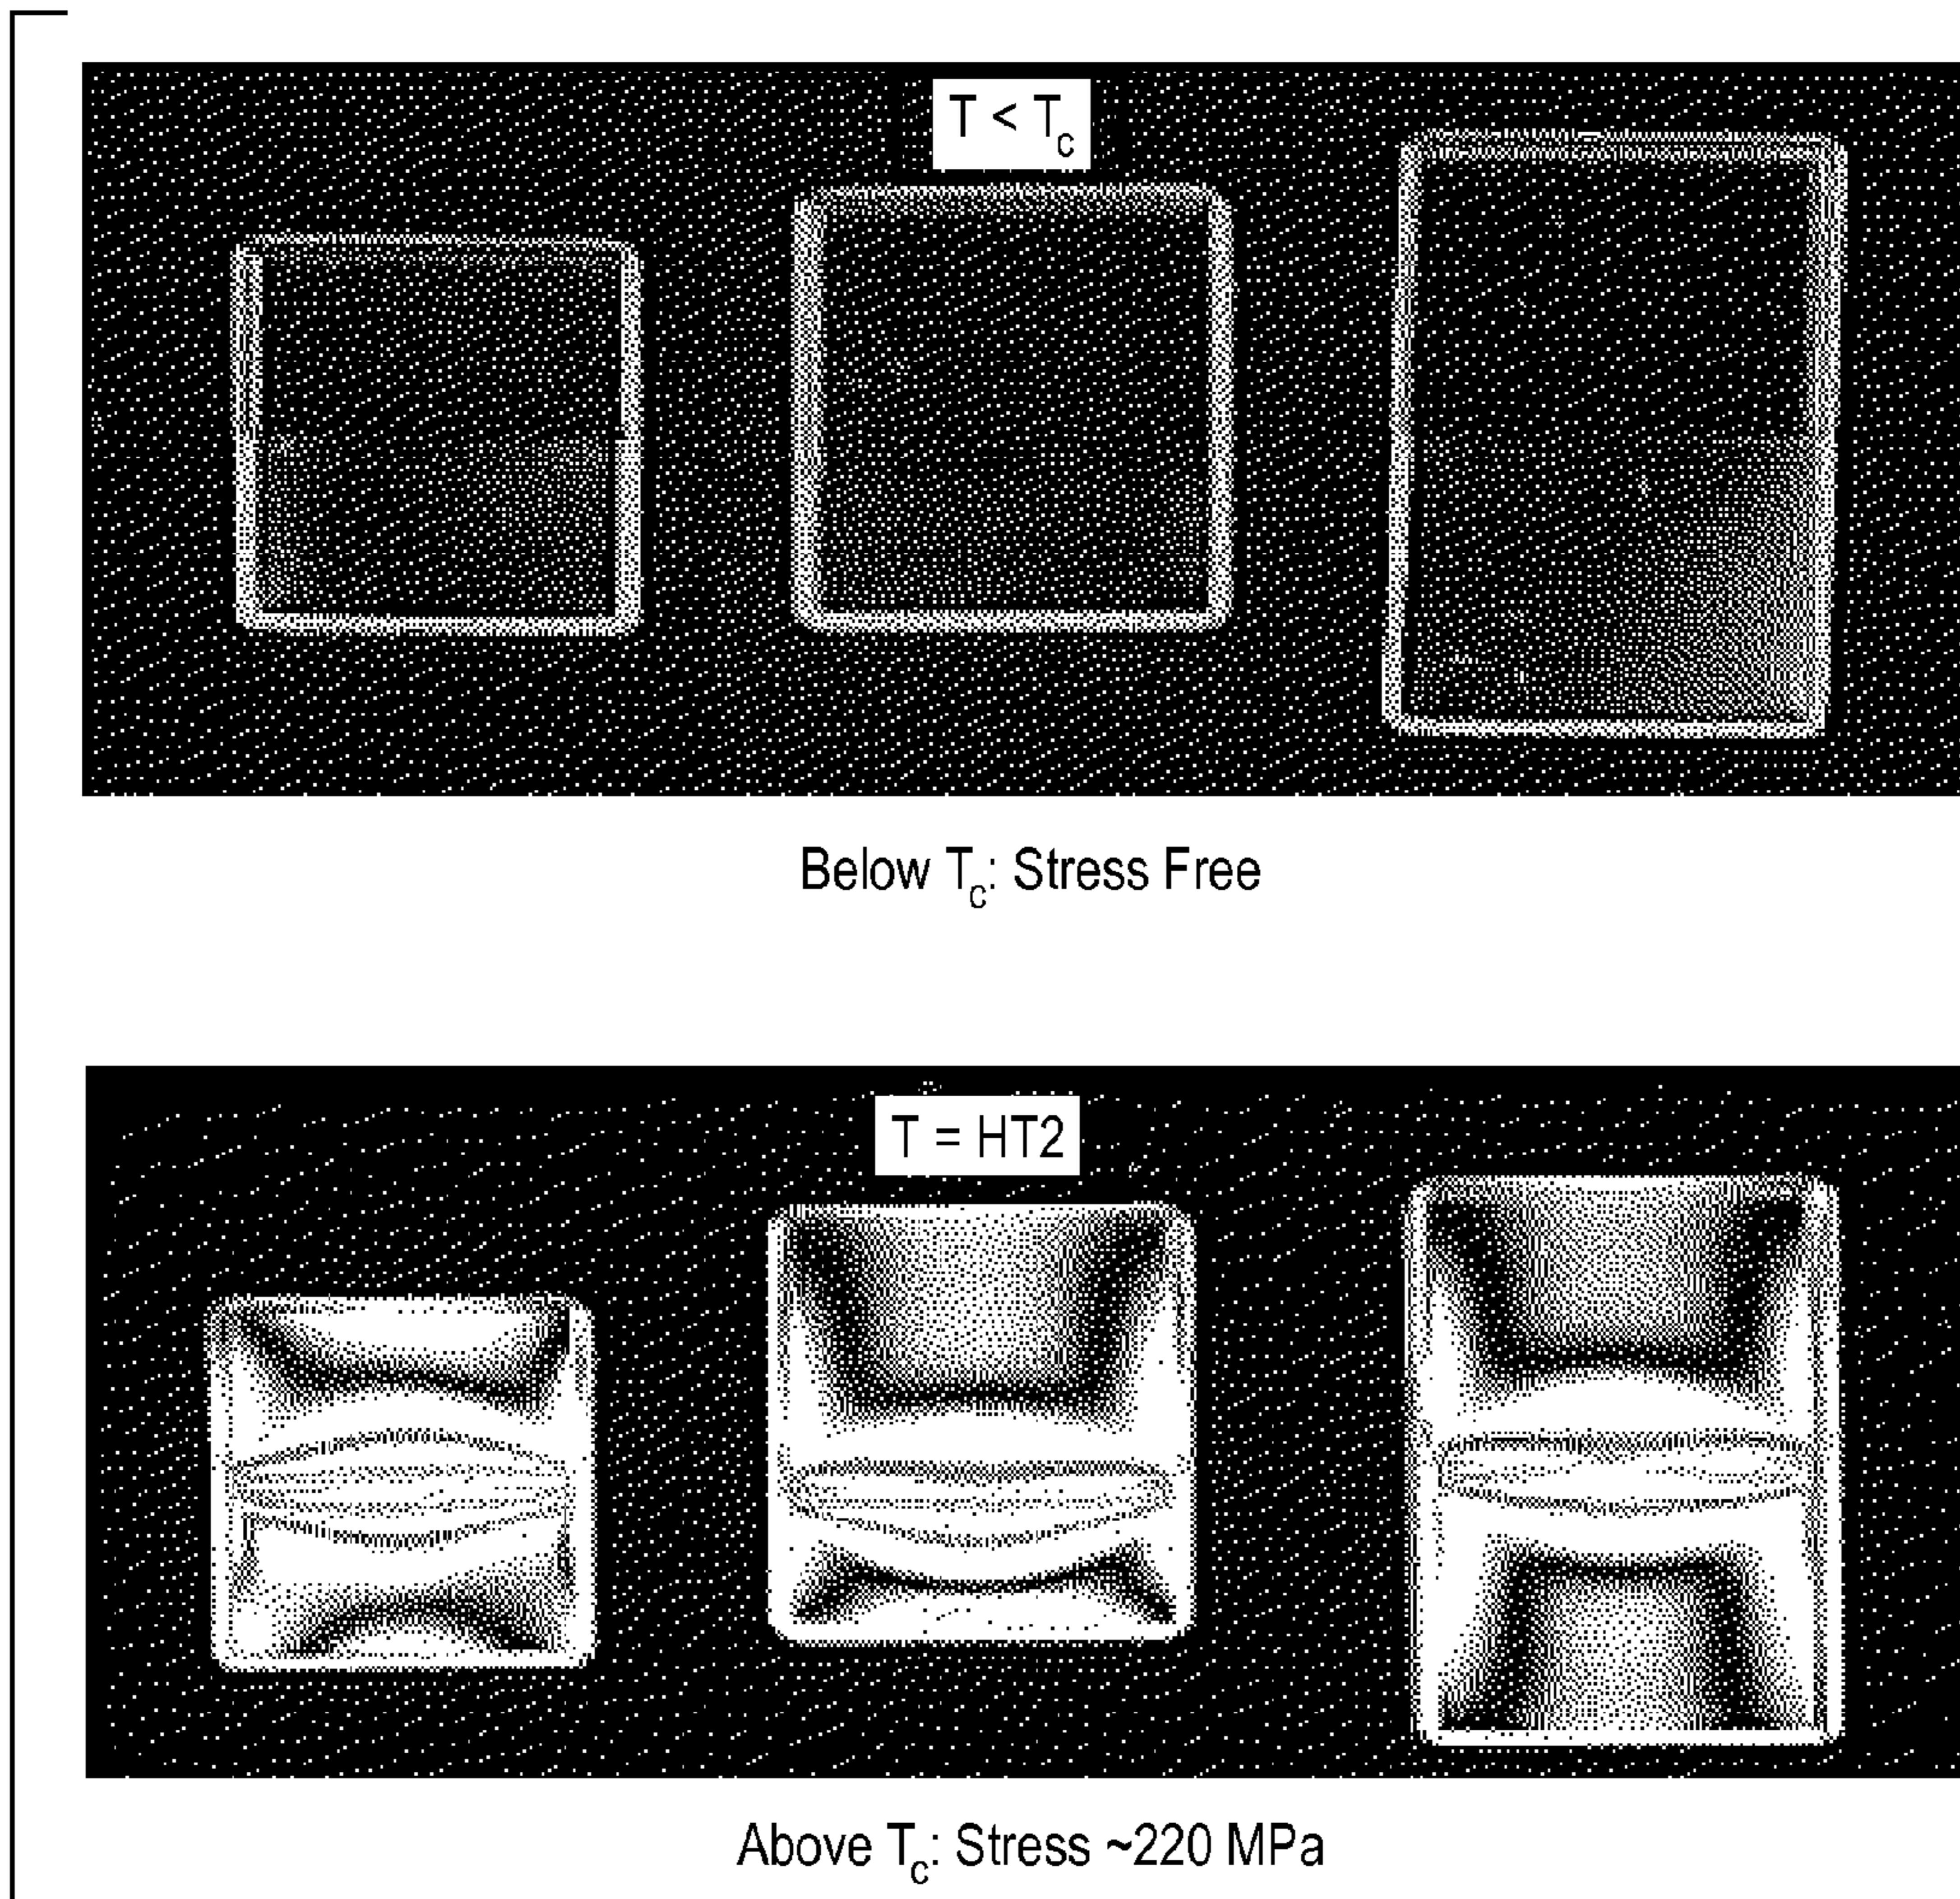 T < Tc
Below Tc: Stress Free
T = HT2
Above Tc: Stress ~220 MPa